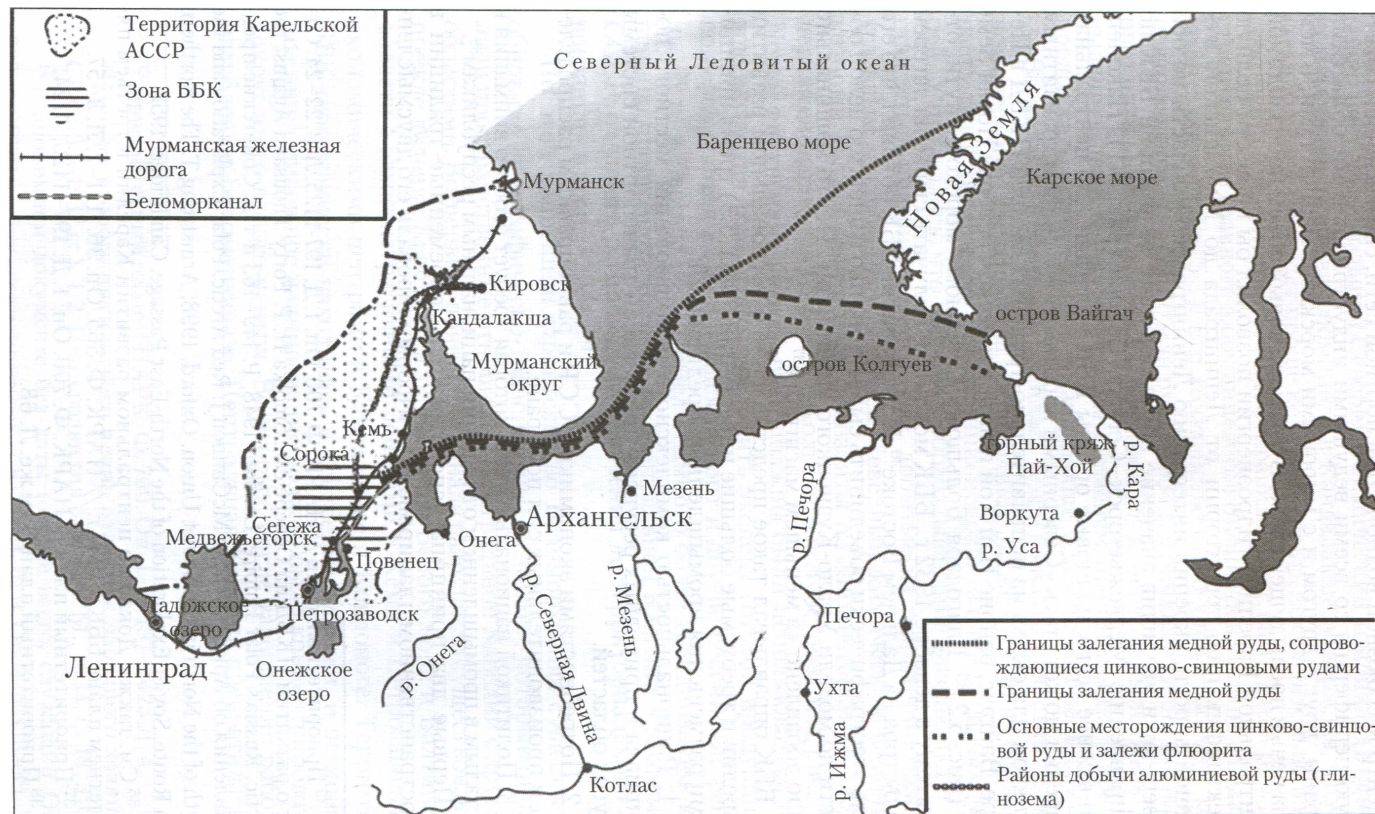 Территория Карельской
АССР
Зона ББК
Мурманская железная
дорога
Беломорканал
Северный Ледовитый океан
Баренцево море
Новая Земля
Карское море
Мурманск
Кировск
Кандалакша
Мурманский
округ
остров Вайгач
остров Колгуев
Кемь
Сорока
горный кряж
Пай-Хой
р. Кара
Мезень
р. Печора
Воркута
Сегежа
Медвежьегорск
Архангельск
Онега
р. Уса
Повенец
Петрозаводск
Ладожское
озеро
Ленинград
Онежское
озеро
р. Онега
р. Северная Двина
р. Мезень
Печора
Ухта
р. Ижма
Котлас
Границы залегания медной руды, сопрово-
ждающиеся цинково-свинцовыми рудами
Границы залегания медной руды
Основные месторождения цинково-свинцо-
вой руды и залежи флюорита
Районы добычи алюминиевой руды (гли-
нозема)